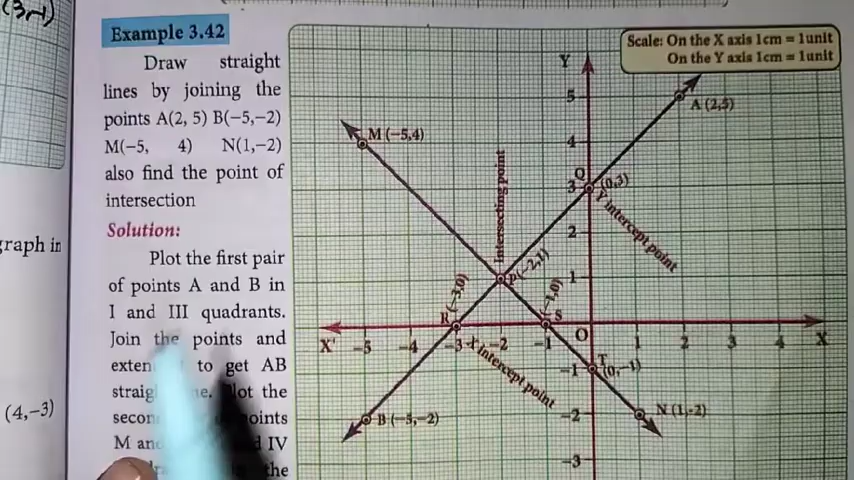 (3,-1)
Example 3.42
Draw straight
lines by joining the
points A(2, 5) B(−5,−2)
M(−5, 4) N(1,−2)
also find the point of
intersection
Solution:
Plot the first pair
of points A and B in
I and III quadrants.
Join the points and
to get AB
the
graph in
(4,−3)
Scale: On the X axis 1cm = 1unit
On the Y axis 1cm = 1unit
Y
5
A (2,5)
M (−5,4)
4
Q
3
(0,3)
Intersecting point
Y intercept point
2
P(−2,1)
1
(−3,0)
(−1,0)
R
S
O
X'
−5
−4
−3
−2
−1
1
2
3
4
X
X intercept point
T
−1
(0,−1)
B (−5,−2)
−2
N (1,-2)
−3